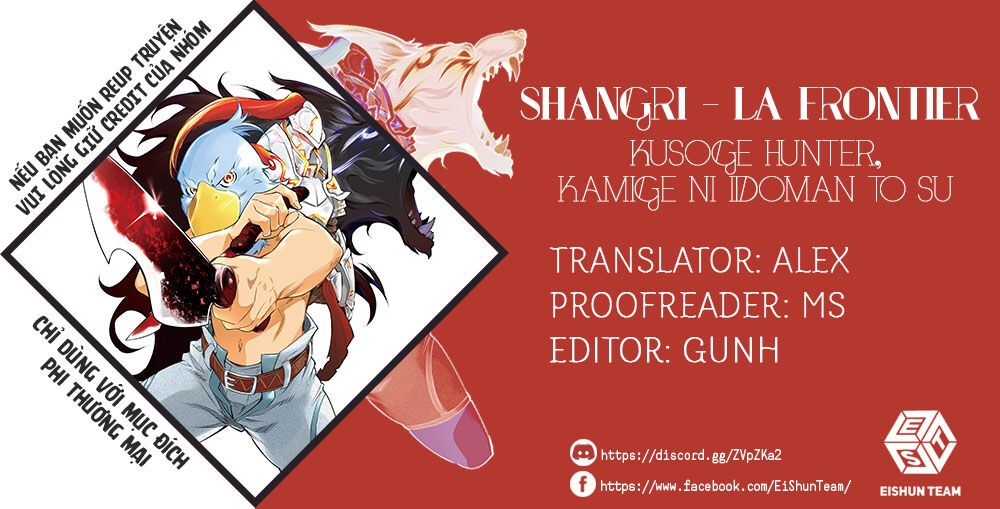 NẾU BẠN MUỐN REUP TRUYỆN
VUI LÒNG GIỮ CREDIT CỦA NHÓM
CHỈ DÙNG VỚI MỤC ĐÍCH
PHI THƯƠNG MẠI
SHANGRI - LA FRONTIER
KUSOGE HUNTER,
KAMIGE NI IDOMAN TO SU
TRANSLATOR: ALEX
PROOFREADER: MS
EDITOR: GUNH
https://discord.gg/ZVpZKa2
https://www.facebook.com/EiShunTeam/
E
S
EISHUN TEAM